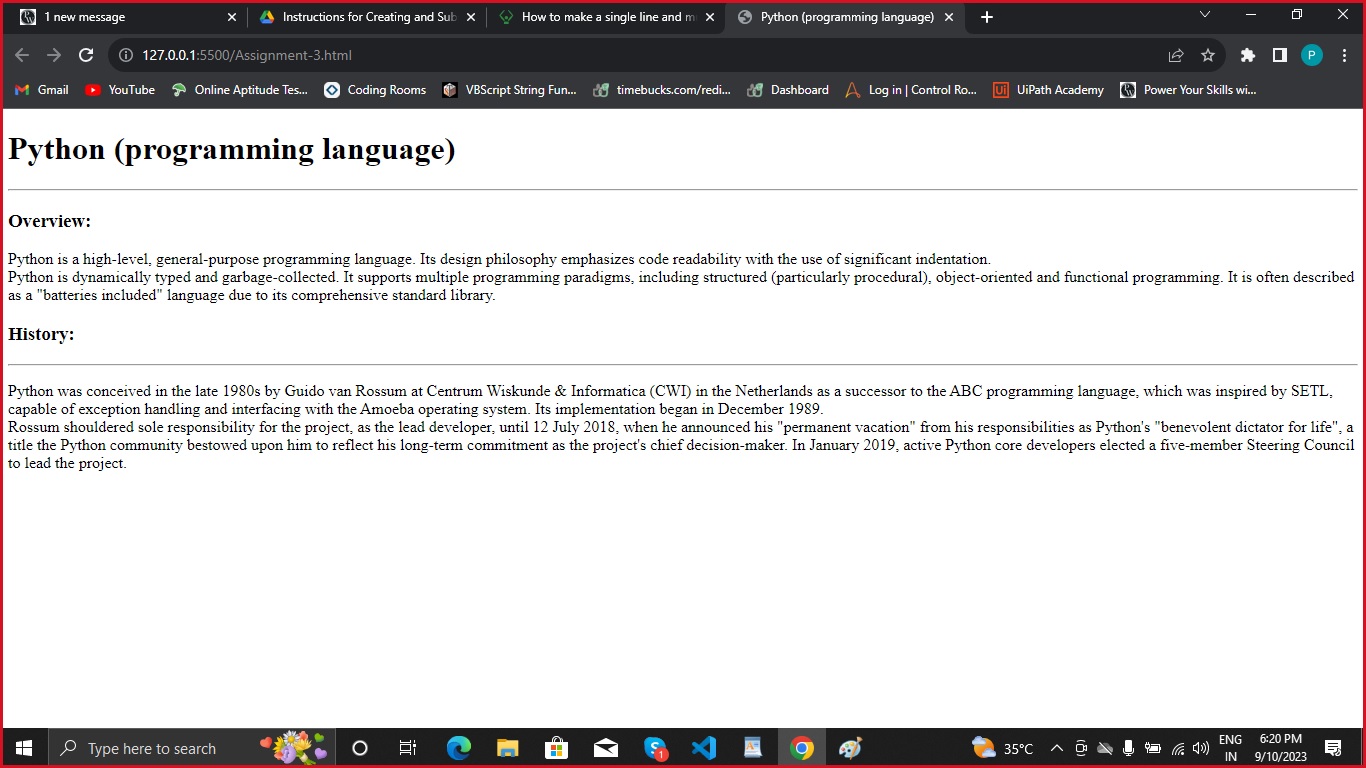 1 new message
Instructions for Creating and Sub
How to make a single line and m
Python (programming language)
127.0.0.1:5500/Assignment-3.html
P
Gmail
YouTube
Online Aptitude Tes...
Coding Rooms
VBScript String Fun...
timebucks.com/redi...
Dashboard
Log in | Control Ro...
Ui
UiPath Academy
Power Your Skills wi...
Python (programming language)
Overview:
Python is a high-level, general-purpose programming language. Its design philosophy emphasizes code readability with the use of significant indentation.
Python is dynamically typed and garbage-collected. It supports multiple programming paradigms, including structured (particularly procedural), object-oriented and functional programming. It is often described
as a "batteries included" language due to its comprehensive standard library.
History:
Python was conceived in the late 1980s by Guido van Rossum at Centrum Wiskunde & Informatica (CWI) in the Netherlands as a successor to the ABC programming language, which was inspired by SETL,
capable of exception handling and interfacing with the Amoeba operating system. Its implementation began in December 1989.
Rossum shouldered sole responsibility for the project, as the lead developer, until 12 July 2018, when he announced his "permanent vacation" from his responsibilities as Python's "benevolent dictator for life", a
title the Python community bestowed upon him to reflect his long-term commitment as the project's chief decision-maker. In January 2019, active Python core developers elected a five-member Steering Council
to lead the project.
Type here to search
S
1
35°C
ENG
IN
6:20 PM
9/10/2023